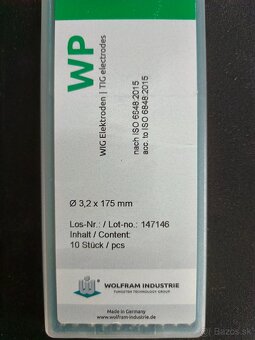 WP
WIG Elektroden | TIG electrodes
nach ISO 6848:2015
acc. to ISO 6848:2015
Ø 3,2 x 175 mm
Los-Nr.: / Lot-no.: 147146
Inhalt / Content:
10 Stück / pcs
WOLFRAM INDUSTRIE
TUNGSTEN TECHNOLOGY GROUP
Made in Germany
www.wolfram-industrie.de
bazos.sk